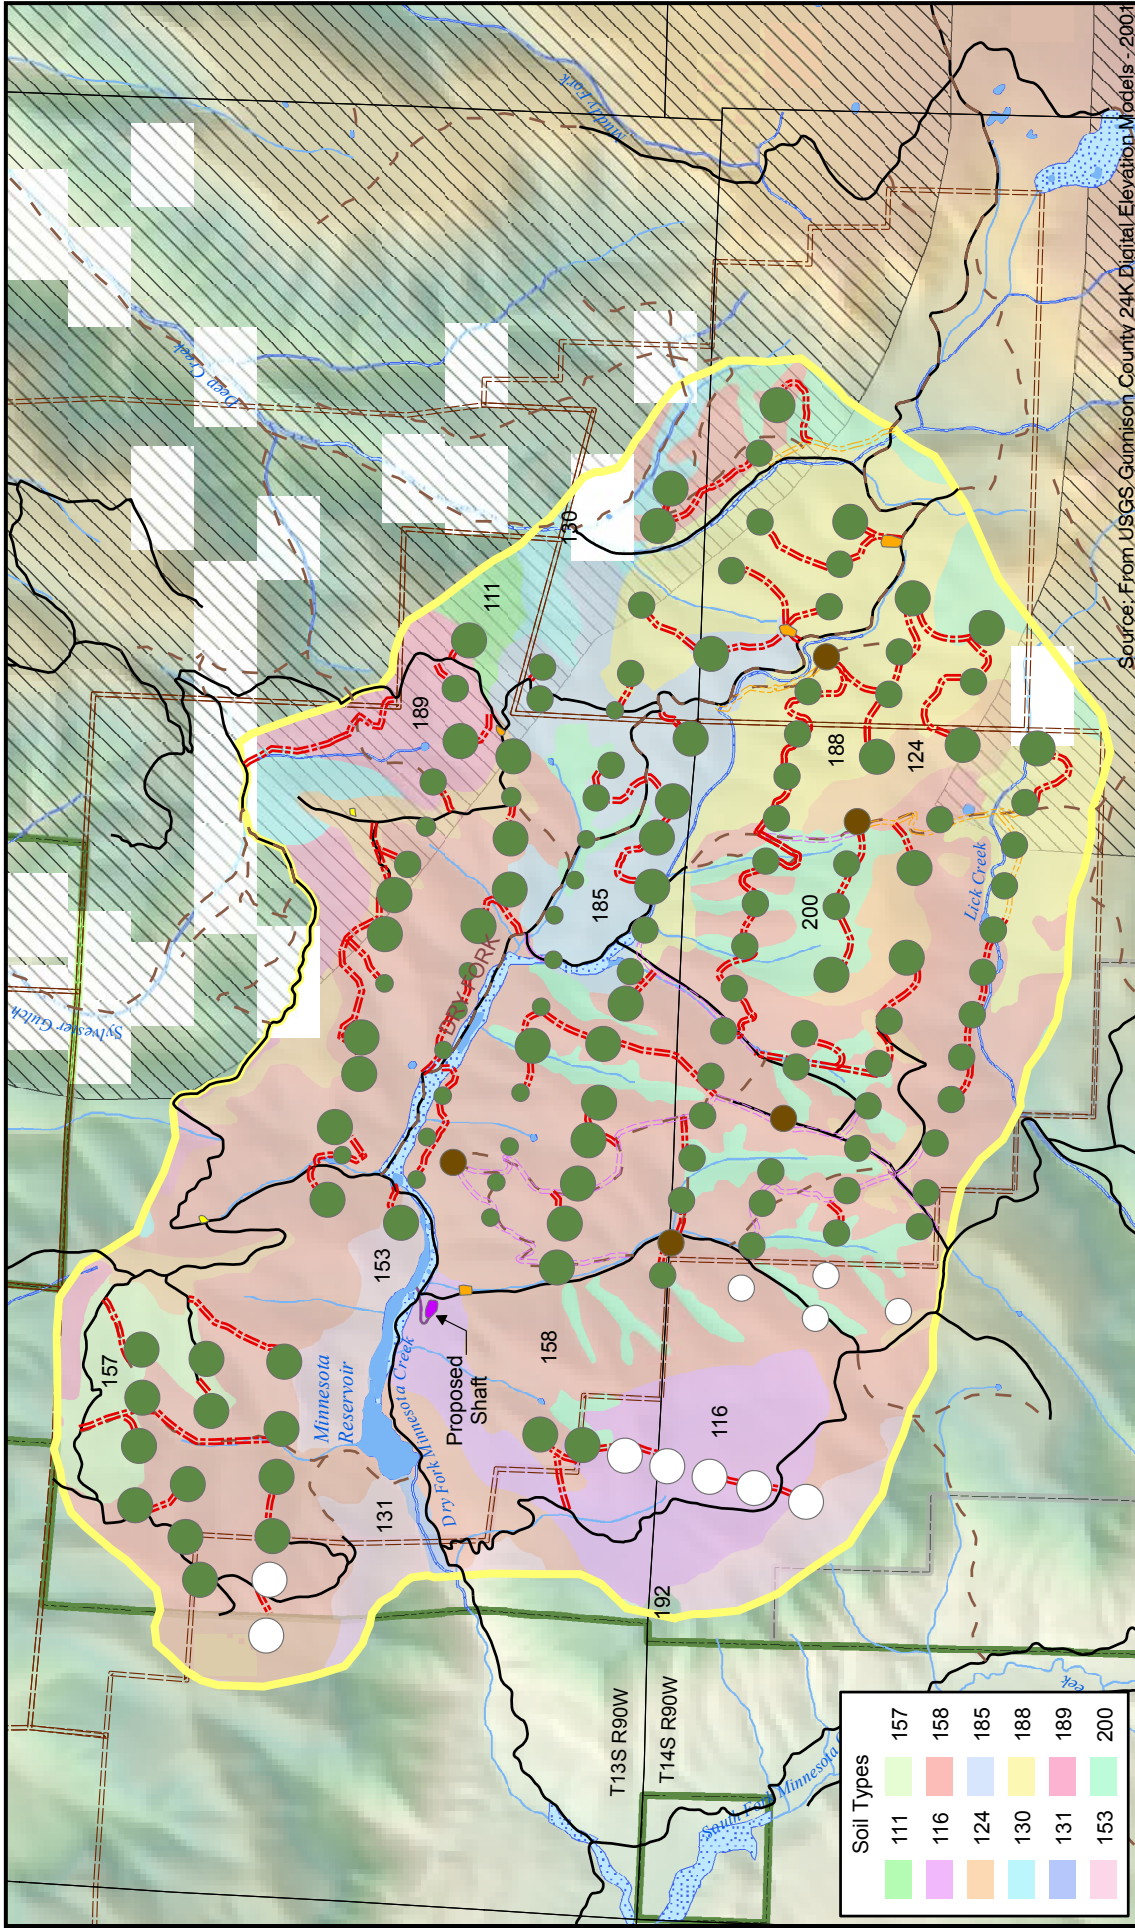 Sylvester Gulch
Deep Creek
Muddy Fork
157
189
111
130
153
DRY FORK
Minnesota
Reservoir
131
Dry Fork Minnesota Creek
Proposed
Shaft
158
185
192
116
200
188
124
Lick Creek
T13S R90W
T14S R90W
South Fork Minnesota C
eek
Soil Types
111
157
116
158
124
185
130
188
131
189
153
200
Source: From USGS Gunnison County 24K Digital Elevation Models - 2001